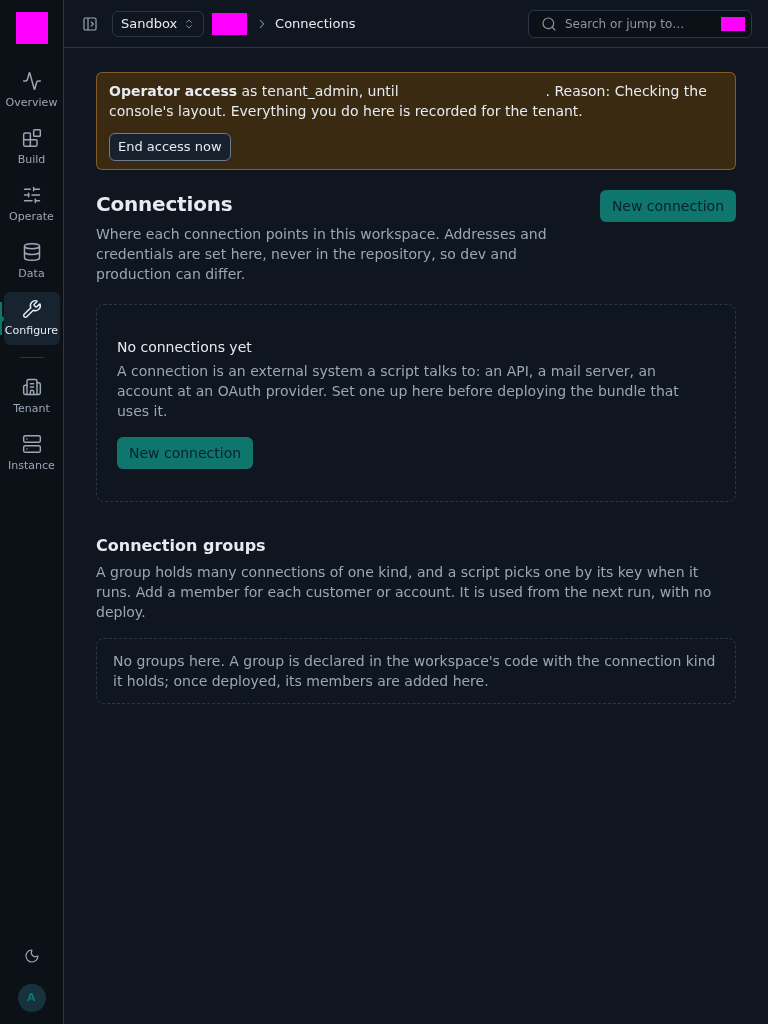 Sandbox
Connections
Search or jump to…
Overview
Build
Operate
Data
Configure
Tenant
Instance
A
Operator access as tenant_admin, until . Reason: Checking the
console's layout. Everything you do here is recorded for the tenant.
End access now
Connections
New connection
Where each connection points in this workspace. Addresses and
credentials are set here, never in the repository, so dev and
production can differ.
No connections yet
A connection is an external system a script talks to: an API, a mail server, an
account at an OAuth provider. Set one up here before deploying the bundle that
uses it.
New connection
Connection groups
A group holds many connections of one kind, and a script picks one by its key when it
runs. Add a member for each customer or account. It is used from the next run, with no
deploy.
No groups here. A group is declared in the workspace's code with the connection kind
it holds; once deployed, its members are added here.